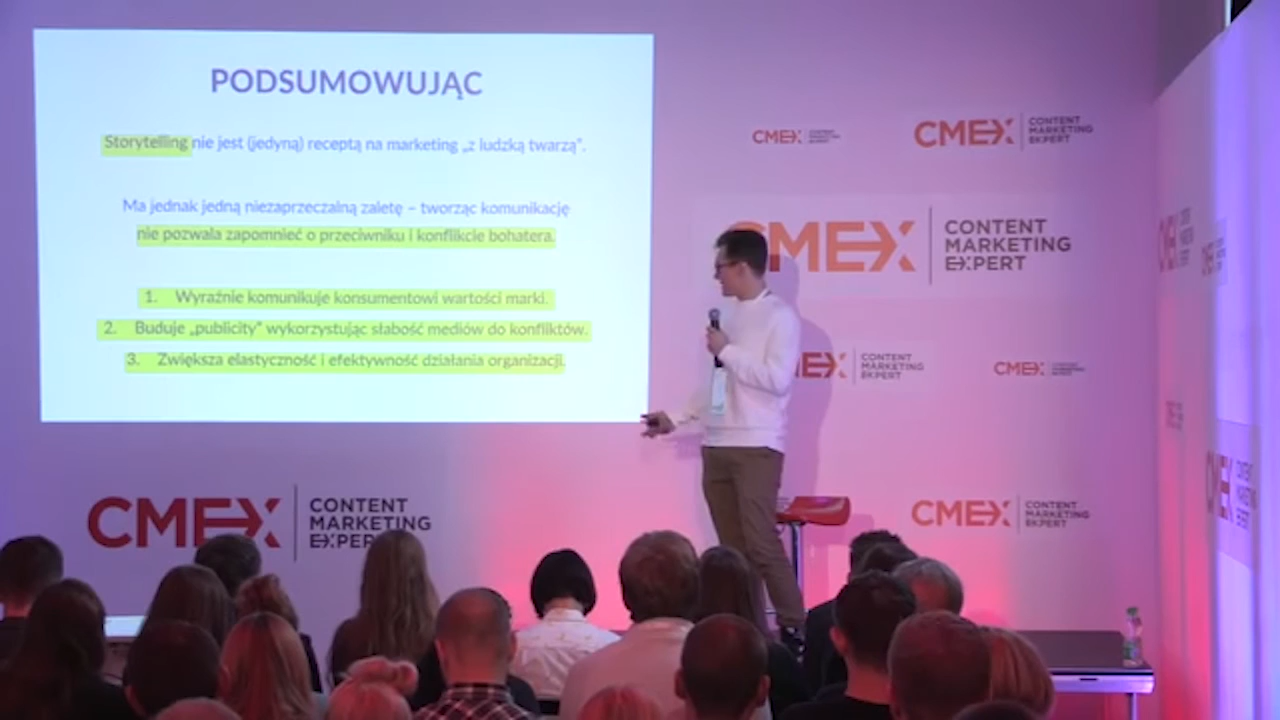 PODSUMOWUJĄC
Storytelling nie jest (jedyną) receptą na marketing „z ludzką twarzą”.
Ma jednak jedną niezaprzeczalną zaletę – tworząc komunikację
nie pozwala zapomnieć o przeciwniku i konflikcie bohatera.
1. Wyraźnie komunikuje konsumentowi wartości marki.
2. Buduje „publicity” wykorzystując słabość mediów do konfliktów.
3. Zwiększa elastyczność i efektywność działania organizacji.
CMEX
CMEX CONTENT
MARKETING
EXPERT
CMEX CONTENT
MARKETING
EXPERT
CMEX CONTENT
MARKETING
EXPERT
CMEX
CMEX CONTENT
MARKETING
EXPERT
CMEX CONTENT
MARKETING
EXPERT
CMEX